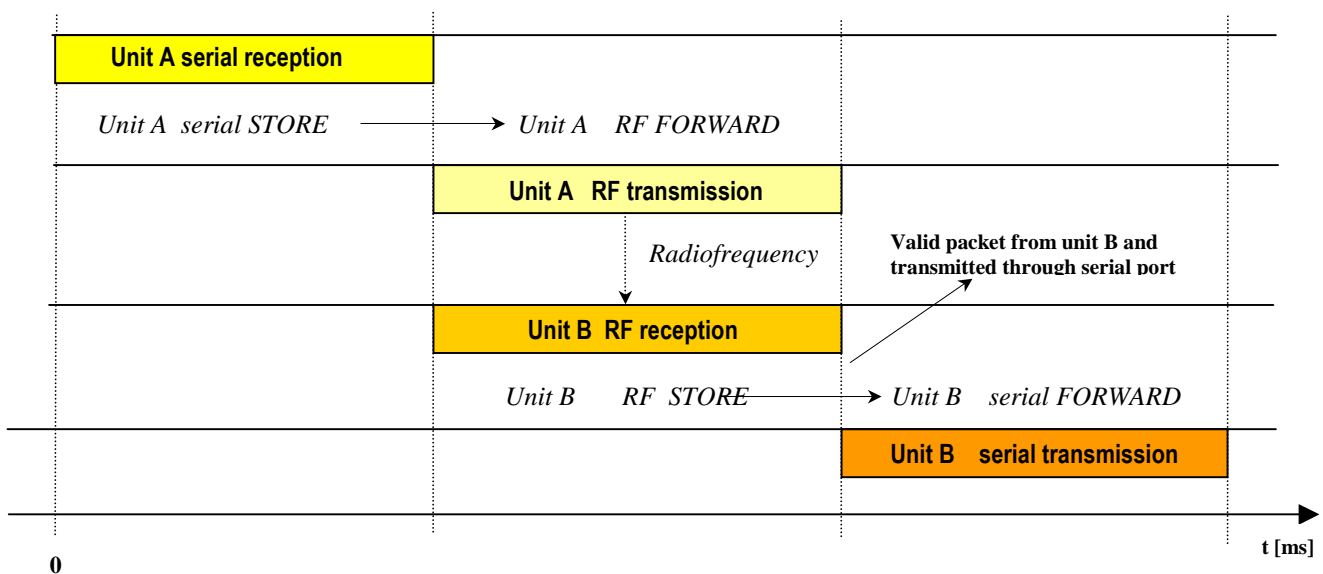 Unit A serial reception
Unit A serial STORE
Unit A RF FORWARD
Unit A RF transmission
Radiofrequency
Valid packet from unit B and
transmitted through serial port
Unit B RF reception
Unit B RF STORE
Unit B serial FORWARD
Unit B serial transmission
t [ms]
0